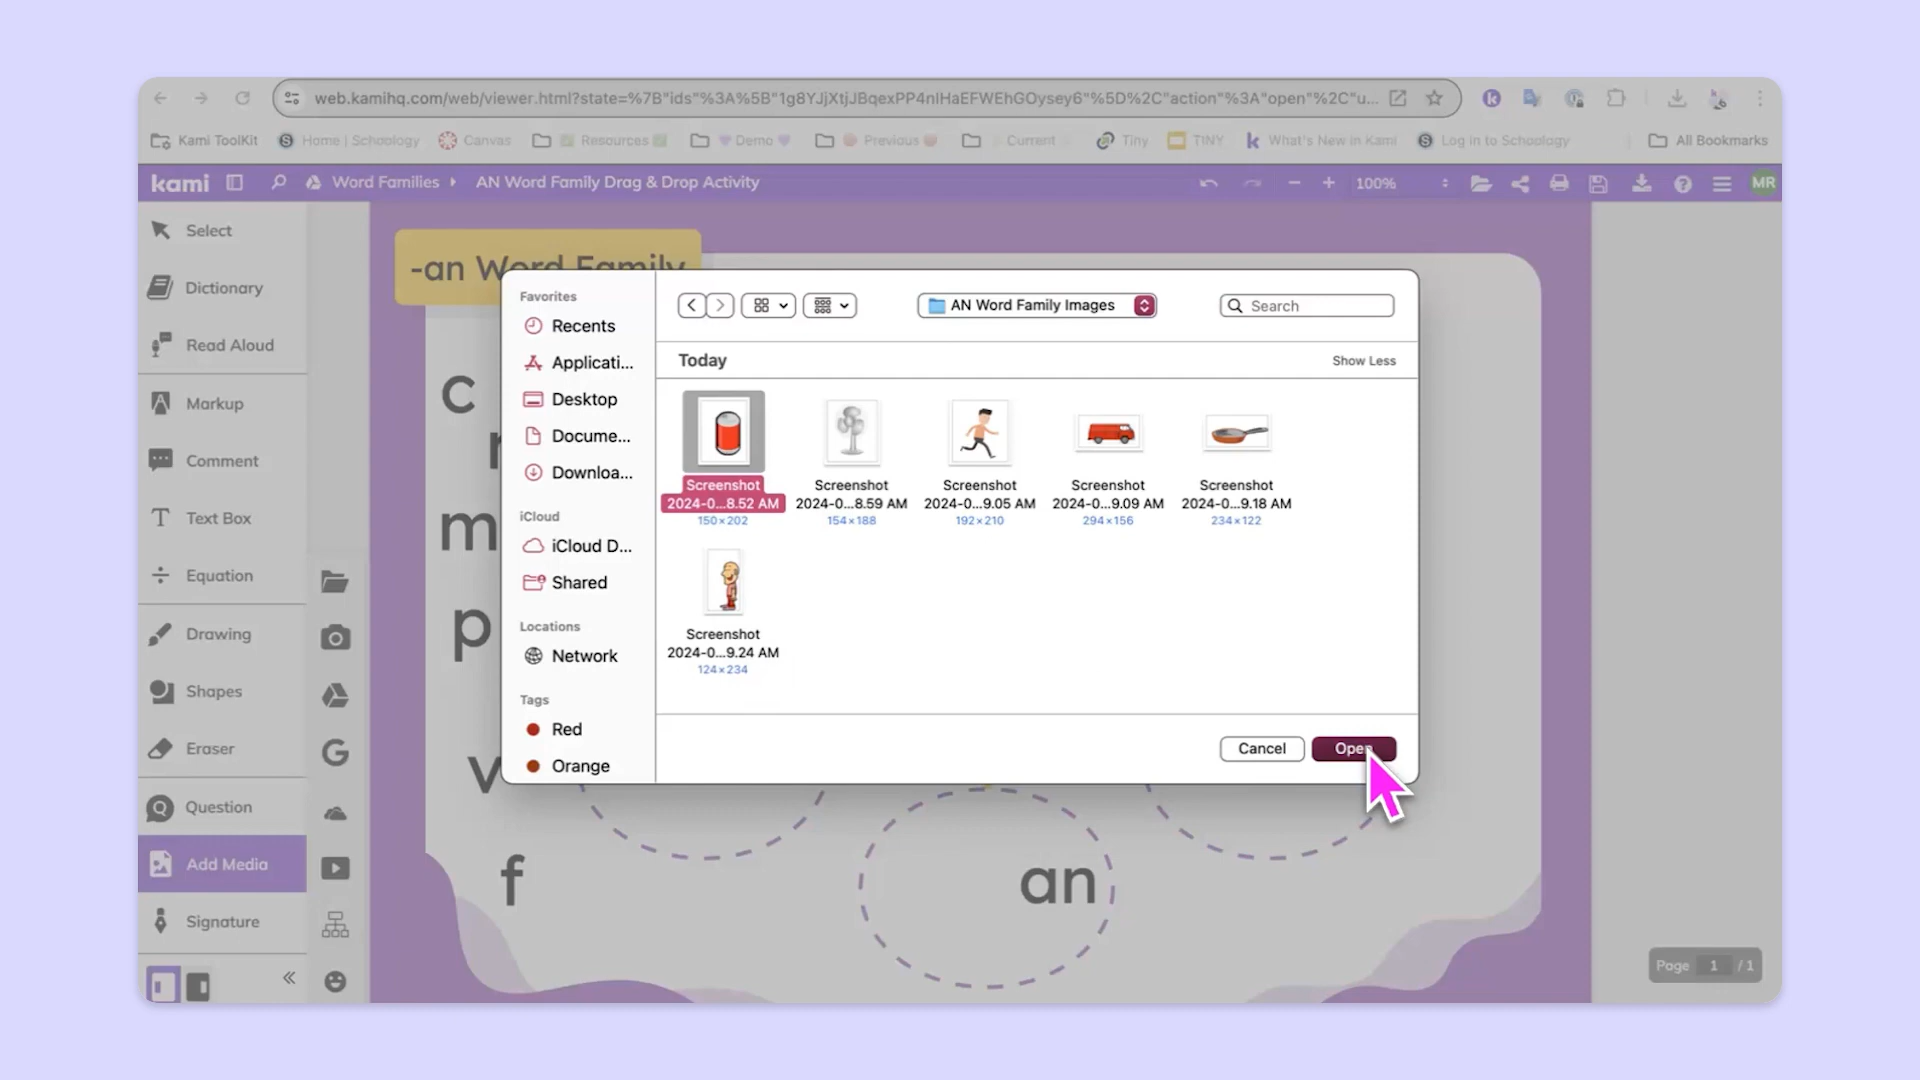 web.kamihq.com/web/viewer.html?state=%7B"ids"%3A%5B"1g8YJjXtjJBqexPP4nIHaEFWEhGOysey6"%5D%2C"action"%3A"open"%2C"u...
Kami ToolKit
Home | Schoology
Canvas
Resources
Demo
Previous
Current
Tiny
TINY
What's New in Kami
Log in to Schoology
All Bookmarks
kami
Word Families
AN Word Family Drag & Drop Activity
100%
MR
Select
Dictionary
Read Aloud
Markup
Comment
Text Box
Equation
Drawing
Shapes
Eraser
Question
Add Media
Signature
-an Word Family
c
m
p
v
f
an
Favorites
Recents
Applicati...
Desktop
Docume...
Downloa...
iCloud
iCloud D...
Shared
Locations
Network
Tags
Red
Orange
AN Word Family Images
Search
Today
Show Less
Screenshot
2024-0...8.52 AM
150×202
Screenshot
2024-0...8.59 AM
154×188
Screenshot
2024-0...9.05 AM
192×210
Screenshot
2024-0...9.09 AM
294×156
Screenshot
2024-0...9.18 AM
234×122
Screenshot
2024-0...9.24 AM
124×234
Cancel
Open
Page 1 / 1